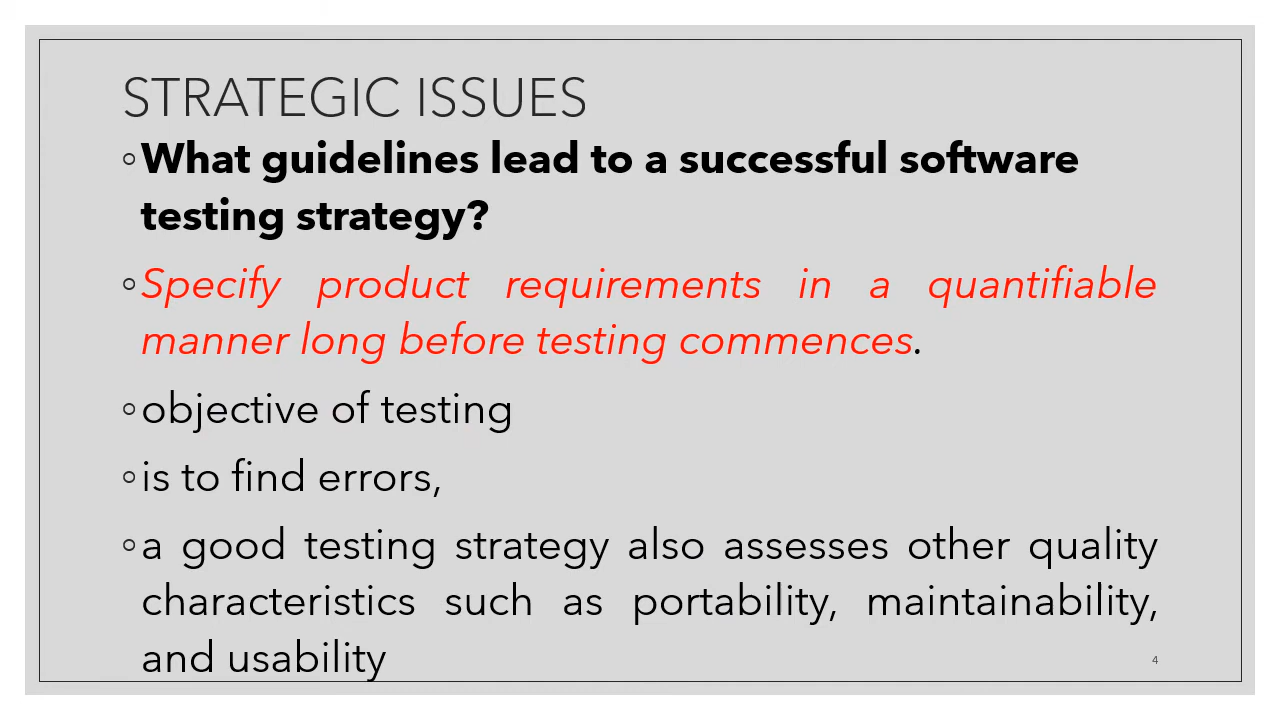 STRATEGIC ISSUES
◦What guidelines lead to a successful software
testing strategy?
◦Specify product requirements in a quantifiable
manner long before testing commences.
◦objective of testing
◦is to find errors,
◦a good testing strategy also assesses other quality
characteristics such as portability, maintainability,
and usability
4